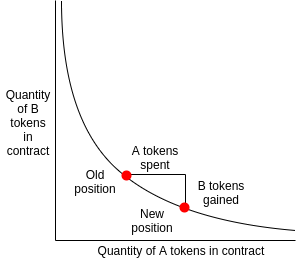 Quantity
of B
tokens
in
contract
A tokens
spent
Old
position
B tokens
gained
New
position
Quantity of A tokens in contract